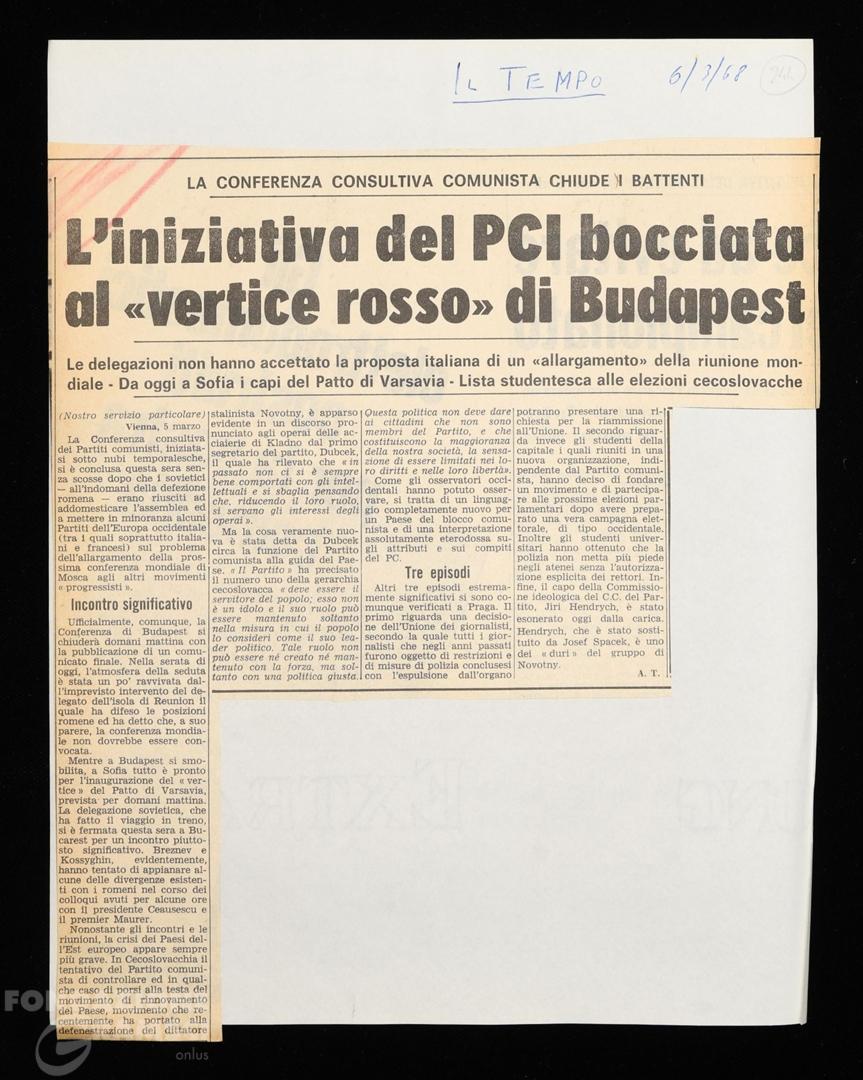 IL TEMPO 6/3/68
LA CONFERENZA CONSULTIVA COMUNISTA CHIUDE I BATTENTI
L'iniziativa del PCI bocciata
al «vertice rosso» di Budapest
Le delegazioni non hanno accettato la proposta italiana di un «allargamento» della riunione mon-
diale - Da oggi a Sofia i capi del Patto di Varsavia - Lista studentesca alle elezioni cecoslovacche
(Nostro servizio particolare)
Vienna, 5 marzo
La Conferenza consultiva
dei Partiti comunisti, iniziata-
si sotto nubi temporalesche,
si è conclusa questa sera sen-
za scosse dopo che i sovietici
— all'indomani della defezione
romena — erano riusciti ad
addomesticare l'assemblea ed
a mettere in minoranza alcuni
Partiti dell'Europa occidentale
(tra i quali soprattutto italia-
ni e francesi) sul problema
dell'allargamento della pros-
sima conferenza mondiale di
Mosca agli altri movimenti
« progressisti ».
Incontro significativo
Ufficialmente, comunque, la
Conferenza di Budapest si
chiuderà domani mattina con
la pubblicazione di un comu-
nicato finale. Nella serata di
oggi, l'atmosfera della seduta
è stata un po' ravvivata dal-
l'imprevisto intervento del de-
legato dell'isola di Reunion il
quale ha difeso le posizioni
romene ed ha detto che, a suo
parere, la conferenza mondia-
le non dovrebbe essere con-
vocata.
Mentre a Budapest si smo-
bilita, a Sofia tutto è pronto
per l'inaugurazione del « ver-
tice » del Patto di Varsavia,
prevista per domani mattina.
La delegazione sovietica, che
ha fatto il viaggio in treno,
si è fermata questa sera a Bu-
carest per un incontro piutto-
sto significativo. Breznev e
Kossyghin, evidentemente,
hanno tentato di appianare al-
cune delle divergenze esisten-
ti con i romeni nel corso dei
colloqui avuti per alcune ore
con il presidente Ceausescu e
il premier Maurer.
Nonostante gli incontri e le
riunioni, la crisi dei Paesi del-
l'Est europeo appare sempre
più grave. In Cecoslovacchia il
tentativo del Partito comuni-
sta di controllare ed in qual-
che caso di porsi alla testa del
movimento di rinnovamento
del Paese, movimento che re-
centemente ha portato alla
defenestrazione del dittatore
stalinista Novotny, è apparso
evidente in un discorso pro-
nunciato agli operai delle ac-
ciaierie di Kladno dal primo
segretario del partito, Dubcek,
il quale ha rilevato che « in
passato non ci si è sempre
bene comportati con gli intel-
lettuali e si sbaglia pensando
che, riducendo il loro ruolo,
si servano gli interessi degli
operai ».
Ma la cosa veramente nuo-
va è stata detta da Dubcek
circa la funzione del Partito
comunista alla guida del Pae-
se. « Il Partito » ha precisato
il numero uno della gerarchia
cecoslovacca « deve essere il
servitore del popolo; esso non
è un idolo e il suo ruolo può
essere mantenuto soltanto
nella misura in cui il popolo
lo consideri come il suo lea-
der politico. Tale ruolo non
può essere né creato né man-
tenuto con la forza, ma sol-
tanto con una politica giusta.
Questa politica non deve dare
ai cittadini che non sono
membri del Partito, e che
costituiscono la maggioranza
della nostra società, la sensa-
zione di essere limitati nei lo-
ro diritti e nelle loro libertà».
Come gli osservatori occi-
dentali hanno potuto osser-
vare, si tratta di un linguag-
gio completamente nuovo per
un Paese del blocco comu-
nista e di una interpretazione
assolutamente eterodossa su-
gli attributi e sui compiti
del PC.
Tre episodi
Altri tre episodi estrema-
mente significativi si sono co-
munque verificati a Praga. Il
primo riguarda una decisio-
ne dell'Unione dei giornalisti,
secondo la quale tutti i gior-
nalisti che negli anni passati
furono oggetto di restrizioni e
di misure di polizia conclusesi
con l'espulsione dall'organo
potranno presentare una ri-
chiesta per la riammissione
all'Unione. Il secondo riguar-
da invece gli studenti della
capitale i quali riuniti in una
nuova organizzazione, indi-
pendente dal Partito comuni-
sta, hanno deciso di fondare
un movimento e di partecipa-
re alle prossime elezioni par-
lamentari dopo avere prepa-
rato una vera campagna elet-
torale, di tipo occidentale.
Inoltre gli studenti univer-
sitari hanno ottenuto che la
polizia non metta più piede
negli atenei senza l'autorizza-
zione esplicita dei rettori. In-
fine, il capo della Commissio-
ne ideologica del C.C. del Par-
tito, Jiri Hendrych, è stato
esonerato oggi dalla carica.
Hendrych, che è stato sosti-
tuito da Josef Spacek, è uno
dei « duri » del gruppo di
Novotny.
A. T.
onlus